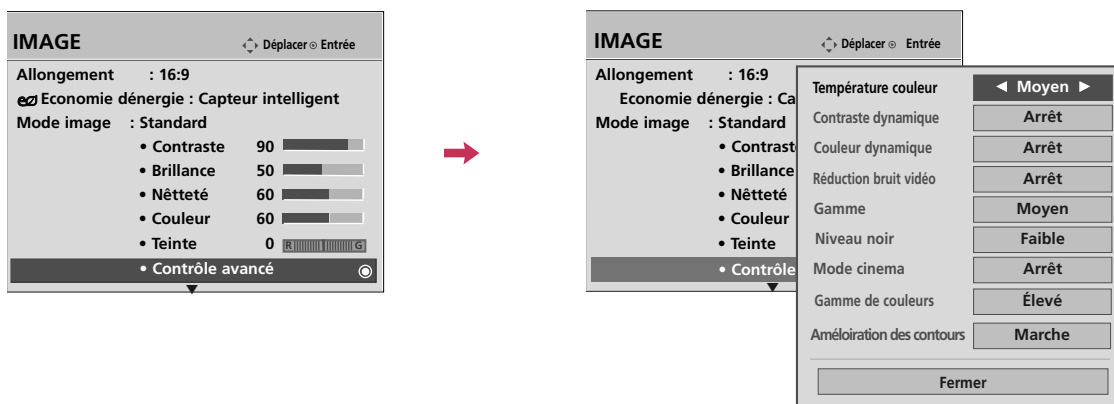 IMAGE
Déplacer Entrée
Allongement : 16:9
eco Economie dénergie : Capteur intelligent
Mode image : Standard
• Contraste 90
• Brillance 50
• Nêtteté 60
• Couleur 60
• Teinte 0 R G
• Contrôle avancé
IMAGE
Déplacer Entrée
Allongement : 16:9
Economie dénergie : Ca
Mode image : Standard
• Contrast
• Brillance
• Nêtteté
• Couleur
• Teinte
• Contrôle
Température couleur ◄ Moyen ►
Contraste dynamique Arrêt
Couleur dynamique Arrêt
Réduction bruit vidéo Arrêt
Gamme Moyen
Niveau noir Faible
Mode cinema Arrêt
Gamme de couleurs Élevé
Améloiration des contours Marche
Fermer